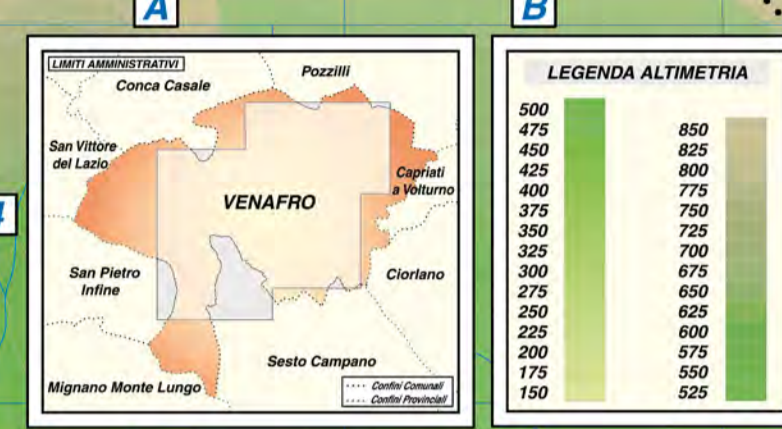 A
B
LIMITI AMMINISTRATIVI
Conca Casale
Pozzilli
San Vittore
del Lazio
Capriati
a Volturno
VENAFRO
San Pietro
Infine
Ciorlano
Sesto Campano
Mignano Monte Lungo
Confini Comunali
Confini Provinciali
4
LEGENDA ALTIMETRIA
500
475
450
425
400
375
350
325
300
275
250
225
200
175
150
850
825
800
775
750
725
700
675
650
625
600
575
550
525